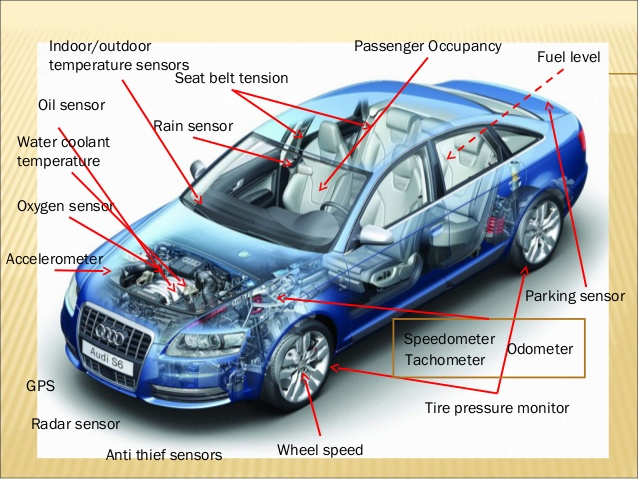 Indoor/outdoor
temperature sensors
Passenger Occupancy
Fuel level
Seat belt tension
Oil sensor
Rain sensor
Water coolant
temperature
Oxygen sensor
Accelerometer
Parking sensor
Speedometer
Tachometer
Odometer
Audi S6
GPS
Tire pressure monitor
Radar sensor
Anti thief sensors
Wheel speed